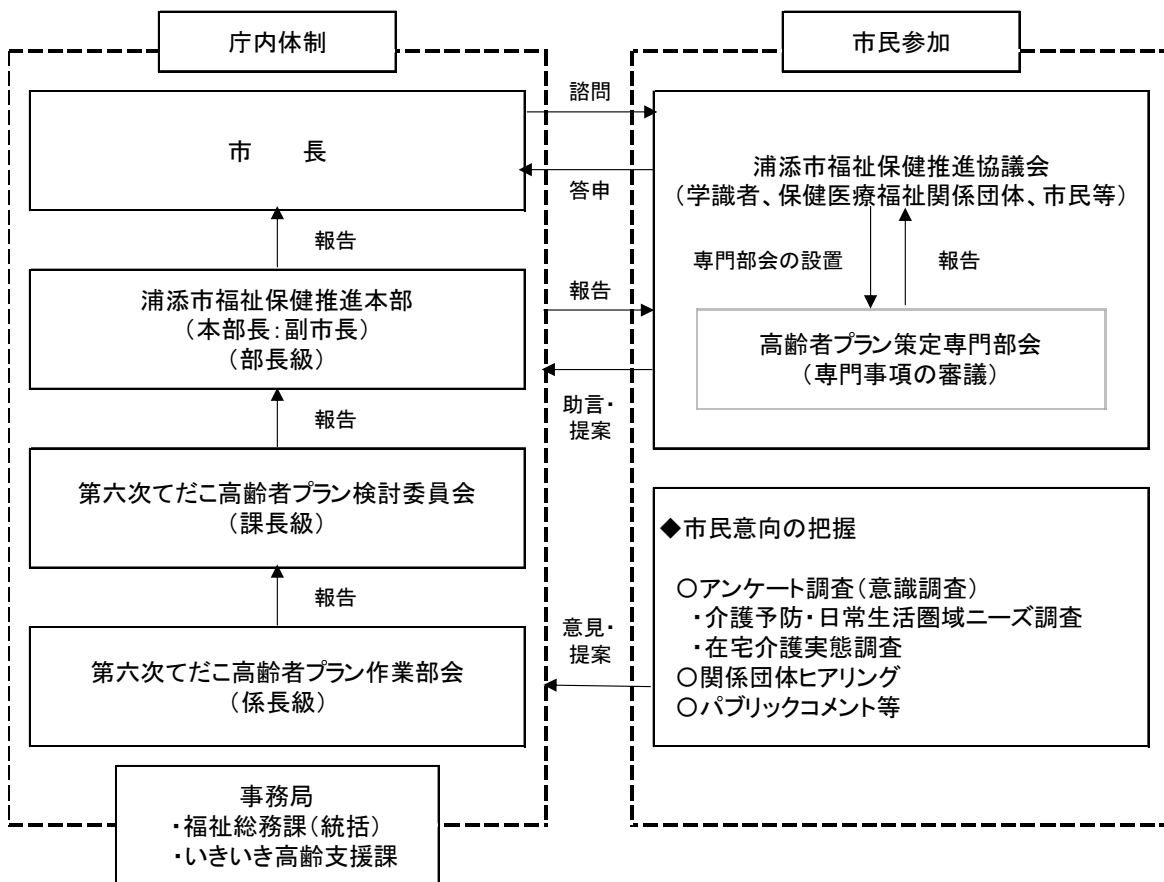 庁内体制
市　　長
報告
浦添市福祉保健推進本部
（本部長：副市長）
（部長級）
報告
第六次てだこ高齢者プラン検討委員会
（課長級）
報告
第六次てだこ高齢者プラン作業部会
（係長級）
事務局
・福祉総務課（統括）
・いきいき高齢支援課
諮問
答申
報告
助言・
提案
意見・
提案
市民参加
浦添市福祉保健推進協議会
（学識者、保健医療福祉関係団体、市民等）
専門部会の設置
報告
高齢者プラン策定専門部会
（専門事項の審議）
◆市民意向の把握
○アンケート調査（意識調査）
・介護予防・日常生活圏域ニーズ調査
・在宅介護実態調査
○関係団体ヒアリング
○パブリックコメント等